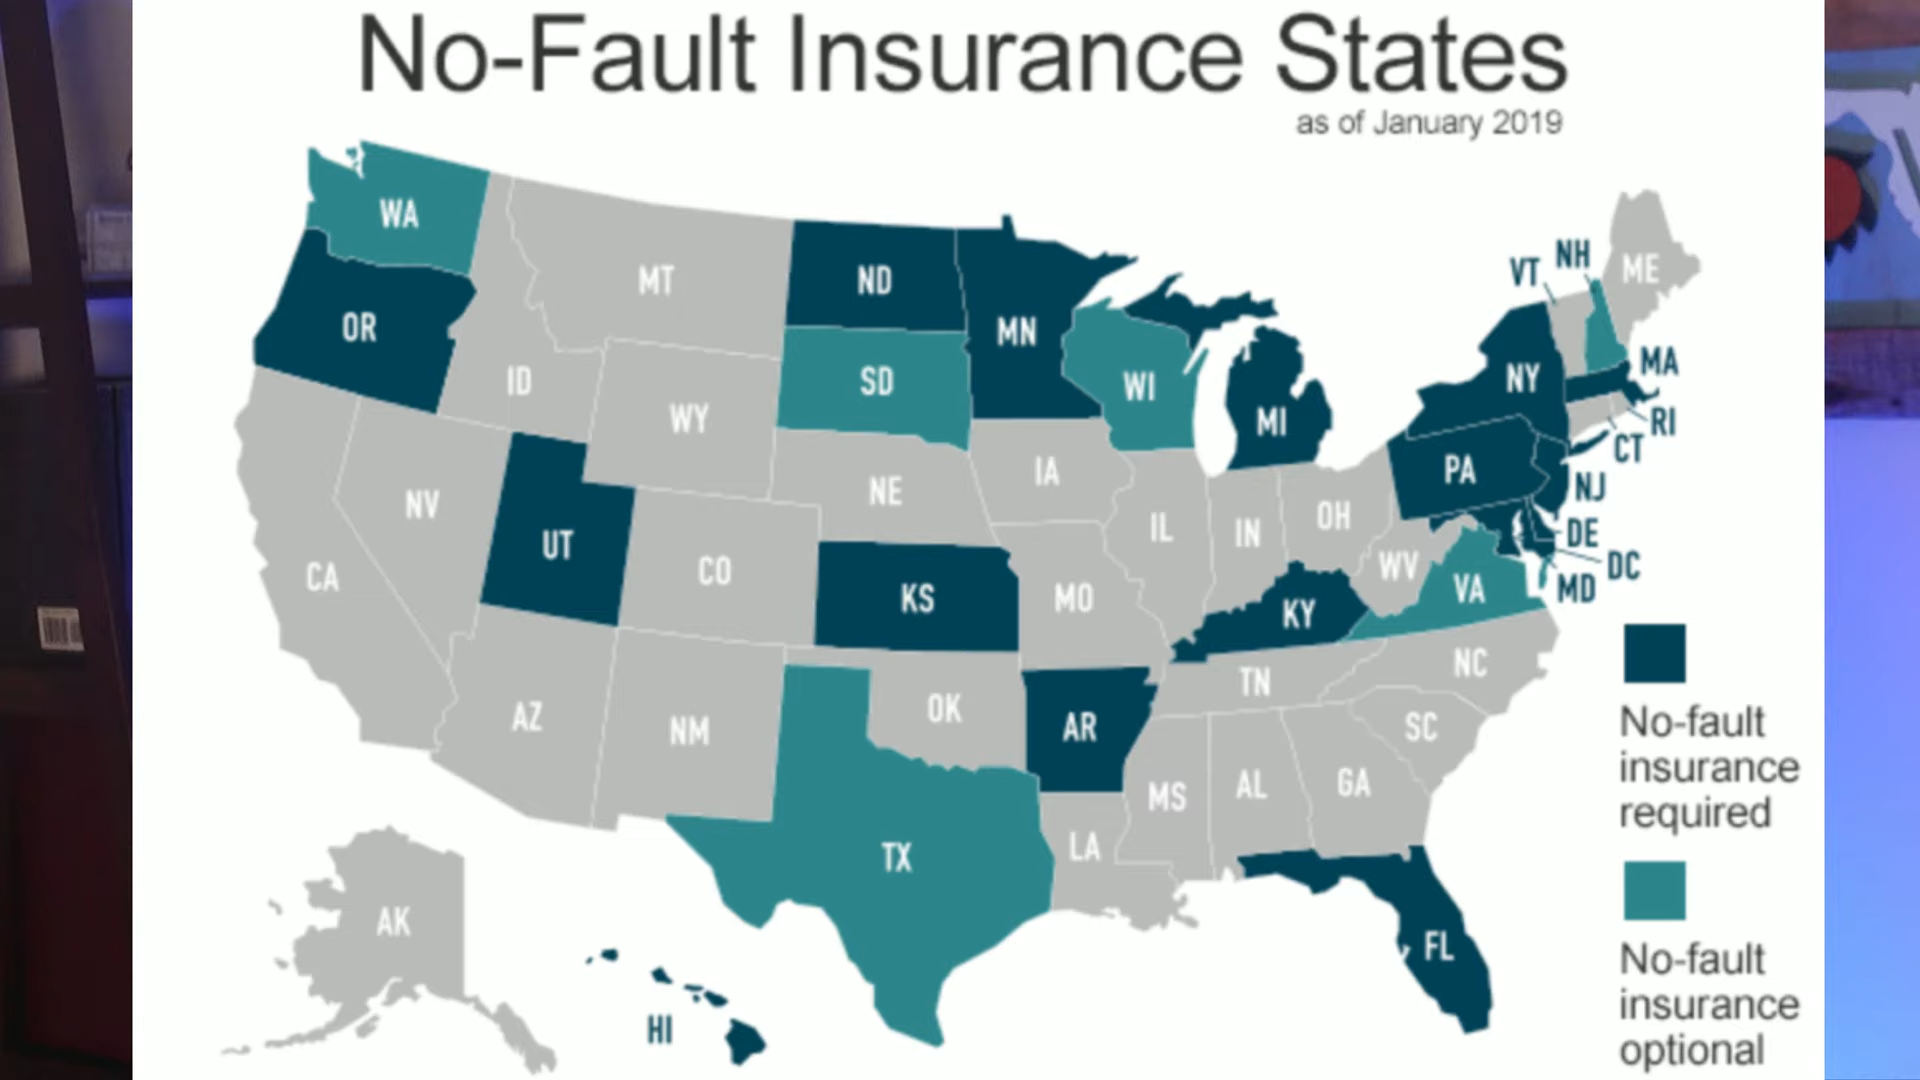 No-Fault Insurance States
as of January 2019
WA
OR
MT
ID
WY
ND
SD
MN
WI
MI
VT
NH
ME
NY
MA
RI
CT
PA
NJ
DE
DC
MD
NV
UT
CA
CO
NE
IA
IL
IN
OH
WV
VA
KS
MO
KY
AZ
NM
OK
AR
TN
NC
SC
TX
LA
MS
AL
GA
FL
AK
HI
No-fault
insurance
required
No-fault
insurance
optional